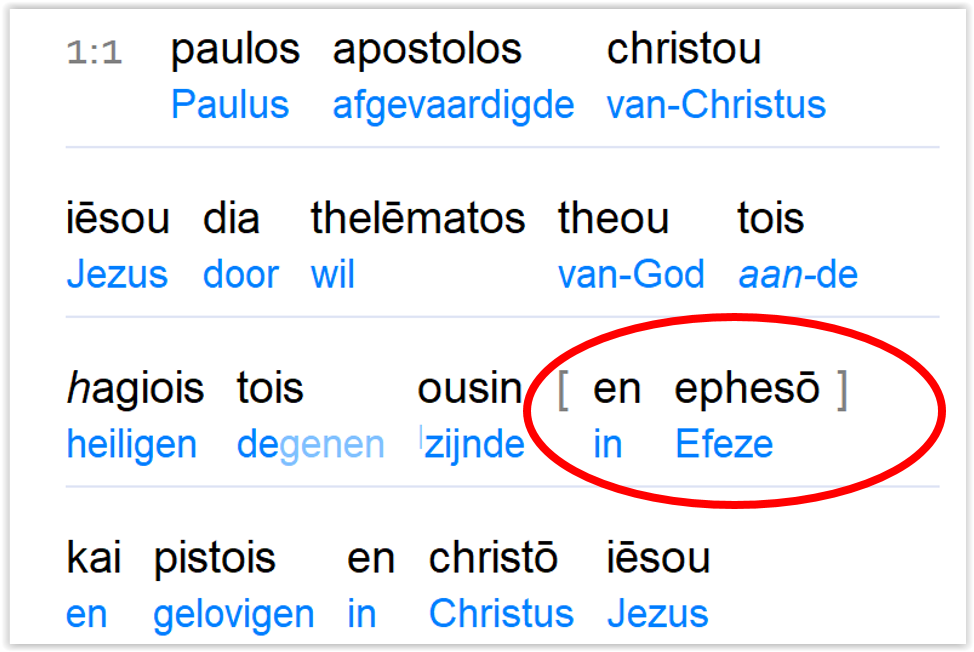 1:1 paulos apostolos christou
Paulus afgevaardigde van-Christus
iēsou dia thelēmatos theou tois
Jezus door wil van-God aan-de
hagiois tois ousin [ en ephesō ]
heiligen degenen |zijnde in Efeze
kai pistois en christō iēsou
en gelovigen in Christus Jezus